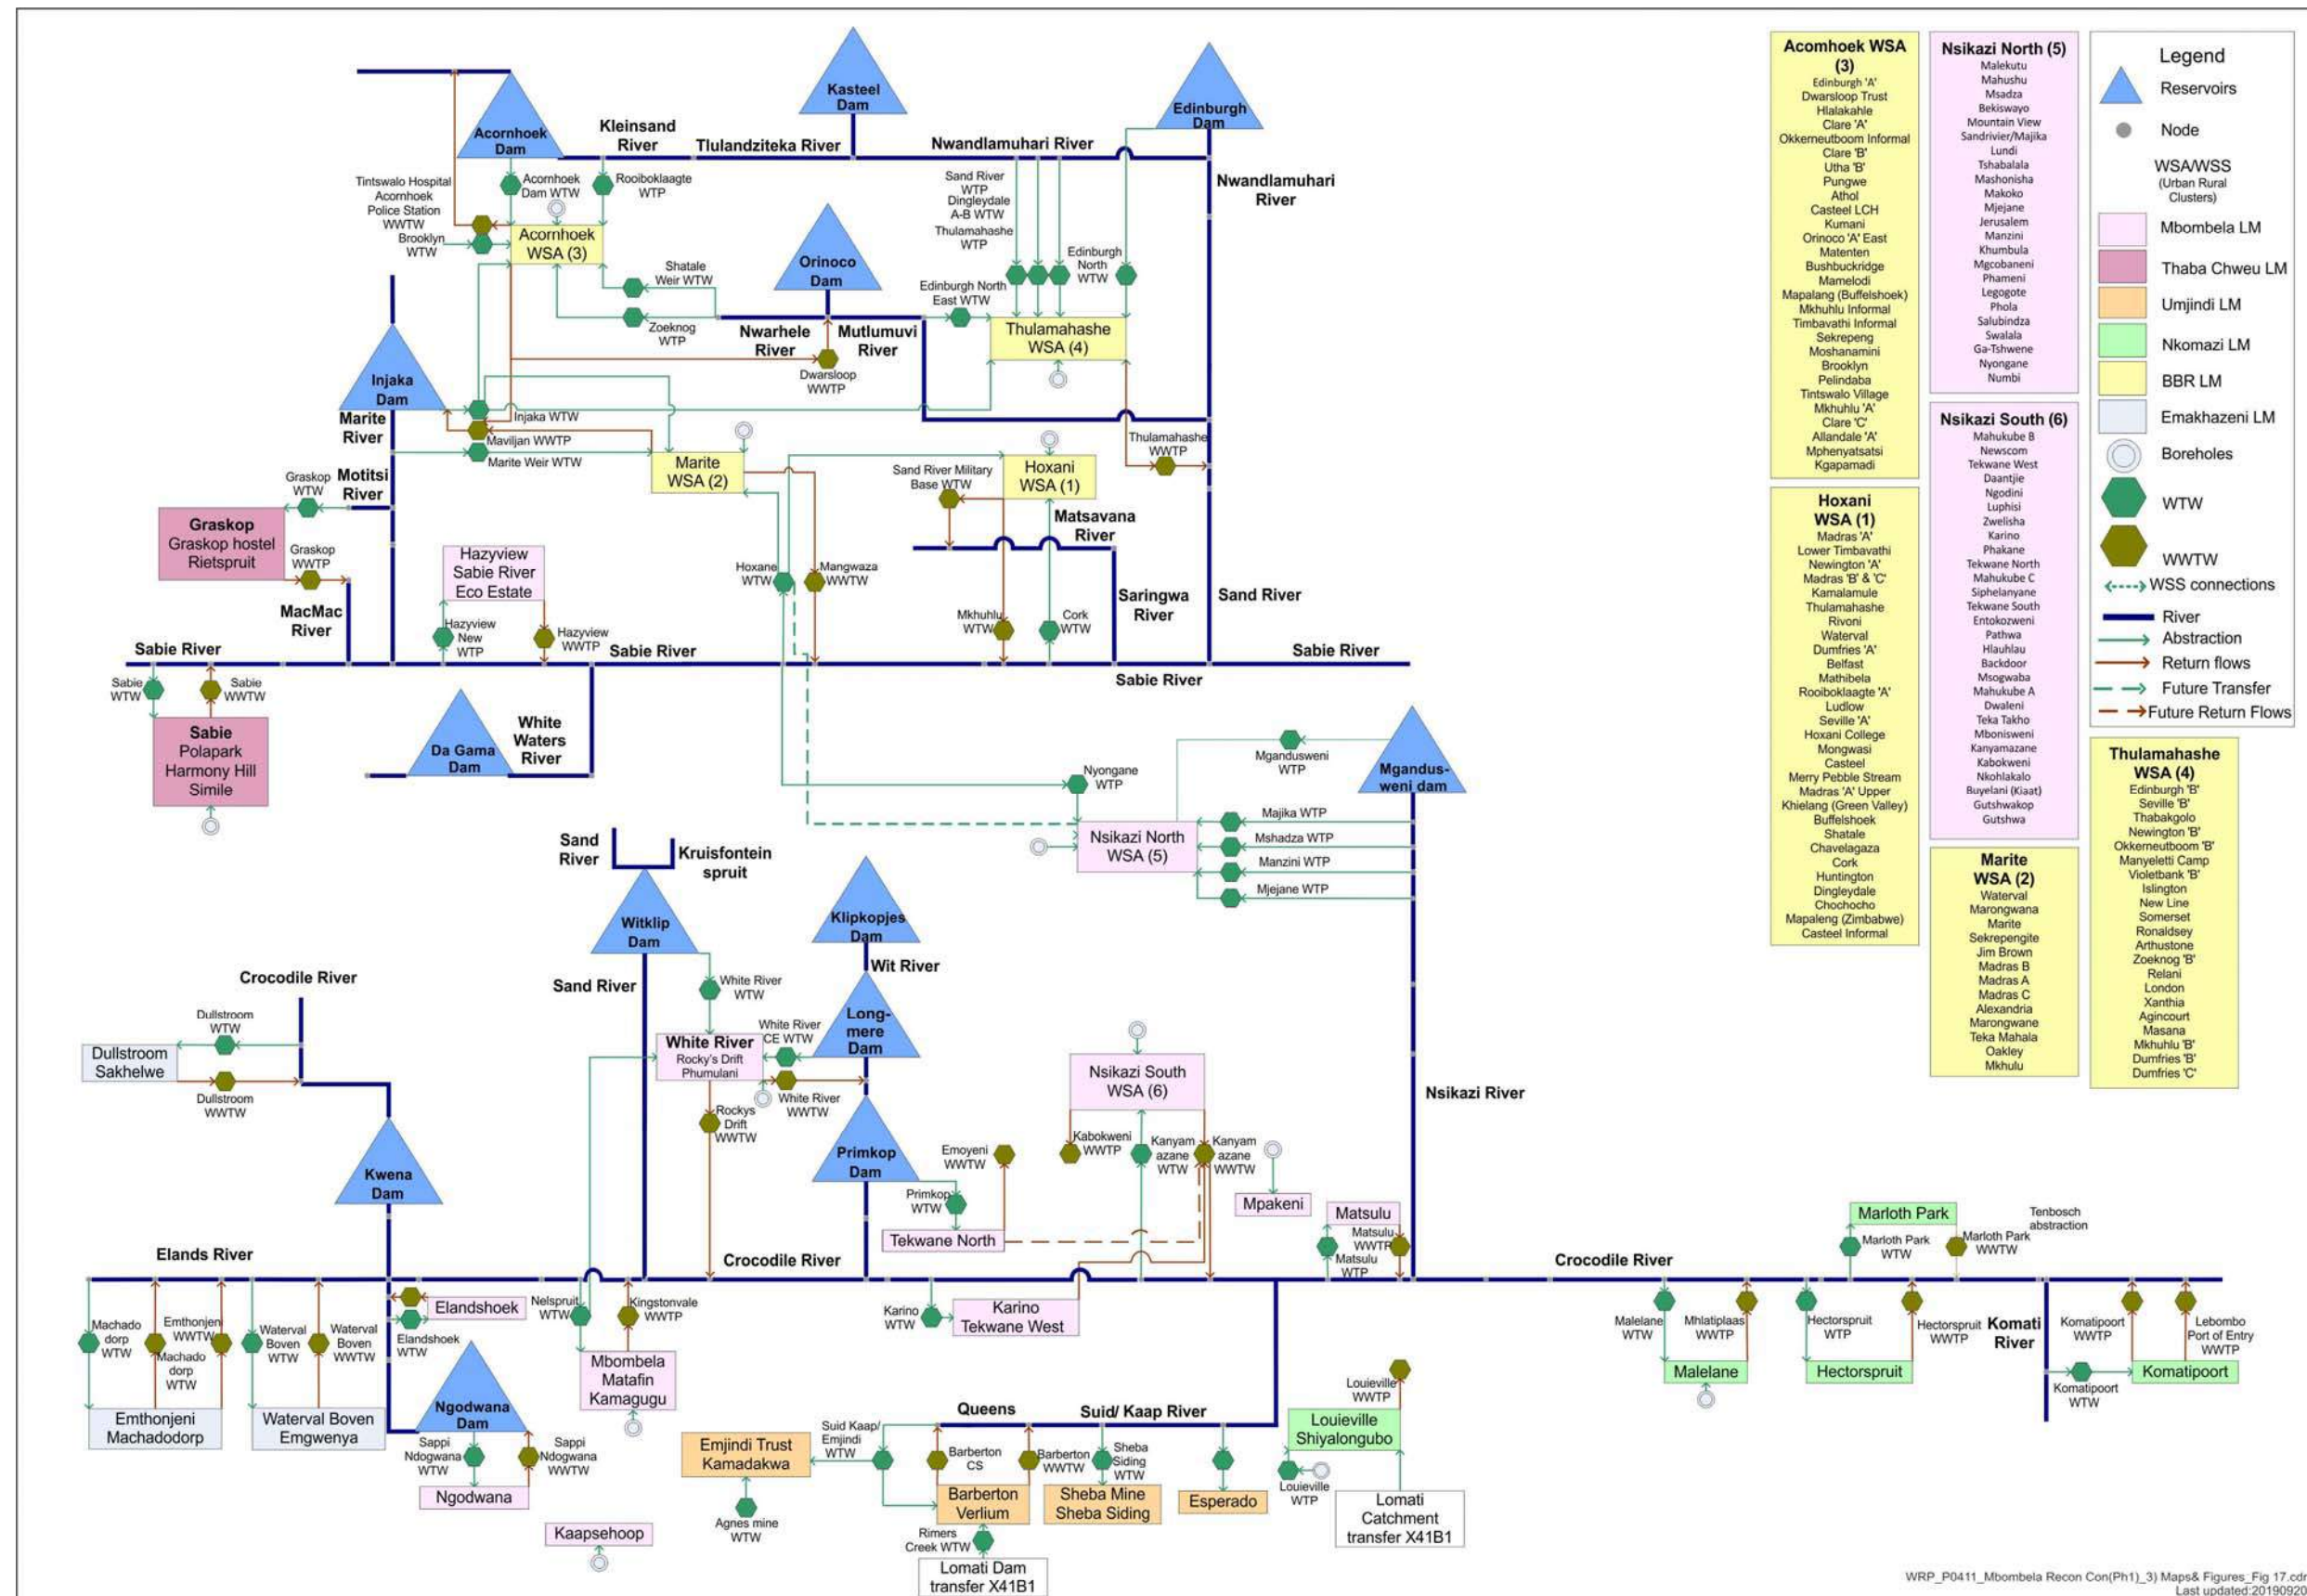 Acornhoek
Dam
Kasteel
Dam
Edinburgh
Dam
Kleinsand
River
Tlulandziteka River
Nwandlamuhari River
Nwandlamuhari
River
Tintswalo Hospital
Acornhoek
Police Station
WWTW
Brooklyn
WTW
Acornhoek
Dam WTW
Rooiboklaagte
WTP
Acornhoek
WSA (3)
Sand River
WTP
Dingleydale
A-B WTW
Thulamahashe
WTP
Edinburgh
North
WTW
Shatale
Weir WTW
Zoeknog
WTP
Orinoco
Dam
Edinburgh North
East WTW
Nwarhele
River
Mutlumuvi
River
Dwarsloop
WWTP
Thulamahashe
WSA (4)
Injaka
Dam
Marite
River
Injaka WTW
Maviljan WWTP
Marite Weir WTW
Marite
WSA (2)
Hoxani
WSA (1)
Sand River Military
Base WTW
Thulamahashe
WWTP
Graskop
WTW
Motitsi
River
Graskop
Graskop hostel
Rietspruit
Graskop
WWTP
MacMac
River
Hazyview
Sabie River
Eco Estate
Hazyview
New
WTP
Hazyview
WWTP
Hoxane
WTW
Mangwaza
WWTW
Matsavana
River
Mkhuhlu
WTW
Cork
WTW
Saringwa
River
Sand River
Sabie River
Sabie River
Sabie River
Sabie River
Sabie
WTW
Sabie
WWTW
Sabie
Polapark
Harmony Hill
Simile
Da Gama
Dam
White
Waters
River
Nyongane
WTP
Mgandusweni
WTP
Mgandus-
weni dam
Nsikazi North
WSA (5)
Majika WTP
Mshadza WTP
Manzini WTP
Mjejane WTP
Sand
River
Kruisfontein
spruit
Witklip
Dam
Klipkopjes
Dam
Wit River
Sand River
White River
WTW
White River
Rocky's Drift
Phumulani
White River
CE WTW
Long-
mere
Dam
White River
WWTW
Rockys
Drift
WWTW
Primkop
Dam
Primkop
WTW
Emoyeni
WWTW
Tekwane North
Nsikazi South
WSA (6)
Kabokweni
WWTP
Kanyam
azane
WTW
Kanyam
azane
WWTW
Mpakeni
Nsikazi River
Crocodile River
Dullstroom
WTW
Dullstroom
Sakhelwe
Dullstroom
WWTW
Kwena
Dam
Elands River
Crocodile River
Crocodile River
Matsulu
Matsulu
WWTP
Matsulu
WTP
Marloth Park
Marloth Park
WTW
Marloth Park
WWTW
Tenbosch
abstraction
Machado
dorp
WTW
Emthonjeni
WWTW
Machado
dorp
WTW
Waterval
Boven
WTW
Waterval
Boven
WWTW
Elandshoek
Elandshoek
WTW
Emthonjeni
Machadodorp
Waterval Boven
Emgwenya
Ngodwana
Dam
Sappi
Ndogwana
WTW
Sappi
Ndogwana
WWTW
Ngodwana
Kaapsehoop
Nelspruit
WTW
Kingstonvale
WWTP
Mbombela
Matafin
Kamagugu
Karino
WTW
Karino
Tekwane West
Queens
Suid/ Kaap River
Suid Kaap/
Emjindi
WTW
Emjindi Trust
Kamadakwa
Agnes mine
WTW
Barberton
CS
Barberton
WWTW
Barberton
Verlium
Rimers
Creek WTW
Lomati Dam
transfer X41B1
Sheba
Siding
WTW
Sheba Mine
Sheba Siding
Esperado
Louieville
WWTP
Louieville
Shiyalongubo
Louieville
WTP
Lomati
Catchment
transfer X41B1
Malelane
WTW
Mhlatiplaas
WWTP
Malelane
Hectorspruit
WTP
Hectorspruit
WWTP
Hectorspruit
Komati
River
Komatipoort
WWTP
Lebombo
Port of Entry
WWTP
Komatipoort
Komatipoort
WTW
Acornhoek WSA
(3)
Edinburgh 'A'
Dwarsloop Trust
Hlalakahle
Clare 'A'
Okkerneutboom Informal
Clare 'B'
Utha 'B'
Pungwe
Athol
Casteel LCH
Kumani
Orinoco 'A' East
Matenten
Bushbuckridge
Mamelodi
Mapalang (Buffelshoek)
Mkhuhlu Informal
Timbavathi Informal
Sekrepeng
Moshanamini
Brooklyn
Pelindaba
Tintswalo Village
Mkhuhlu 'A'
Clare 'C'
Allandale 'A'
Mphenyatsatsi
Kgapamadi
Hoxani
WSA (1)
Madras 'A'
Lower Timbavathi
Newington 'A'
Madras 'B' & 'C'
Kamalamule
Thulamahashe
Rivoni
Waterval
Dumfries 'A'
Belfast
Mathibela
Rooiboklaagte 'A'
Ludlow
Seville 'A'
Hoxani College
Mongwasi
Casteel
Merry Pebble Stream
Madras 'A' Upper
Khielang (Green Valley)
Buffelshoek
Shatale
Chavelagaza
Cork
Huntington
Dingleydale
Chochocho
Mapaleng (Zimbabwe)
Casteel Informal
Nsikazi North (5)
Malekutu
Mahushu
Msadza
Bekiswayo
Mountain View
Sandrivier/Majika
Lundi
Tshabalala
Mashonisha
Makoko
Mjejane
Jerusalem
Manzini
Khumbula
Mgcobaneni
Phameni
Legogote
Phola
Salubindza
Swalala
Ga-Tshwene
Nyongane
Numbi
Nsikazi South (6)
Mahukube B
Newscom
Tekwane West
Daantjie
Ngodini
Luphisi
Zwelisha
Karino
Phakane
Tekwane North
Mahukube C
Siphelanyane
Tekwane South
Entokozweni
Pathwa
Hlauhlau
Backdoor
Msogwaba
Mahukube A
Dwaleni
Teka Takho
Mbonisweni
Kanyamazane
Kabokweni
Nkohlakalo
Buyelani (Kiaat)
Gutshwakop
Gutshwa
Marite
WSA (2)
Waterval
Marongwana
Marite
Sekrepengite
Jim Brown
Madras B
Madras A
Madras C
Alexandria
Marongwane
Teka Mahala
Oakley
Mkhulu
Legend
Reservoirs
Node
WSA/WSS
(Urban Rural
Clusters)
Mbombela LM
Thaba Chweu LM
Umjindi LM
Nkomazi LM
BBR LM
Emakhazeni LM
Boreholes
WTW
WWTW
WSS connections
River
Abstraction
Return flows
Future Transfer
Future Return Flows
Thulamahashe
WSA (4)
Edinburgh 'B'
Seville 'B'
Thabakgolo
Newington 'B'
Okkerneutboom 'B'
Manyeletti Camp
Violetbank 'B'
Islington
New Line
Somerset
Ronaldsey
Arthustone
Zoeknog 'B'
Relani
London
Xanthia
Agincourt
Masana
Mkhuhlu 'B'
Dumfries 'B'
Dumfries 'C'
WRP_P0411_Mbombela Recon Con(Ph1)_3) Maps& Figures_Fig 17.cdr
Last updated:20190920